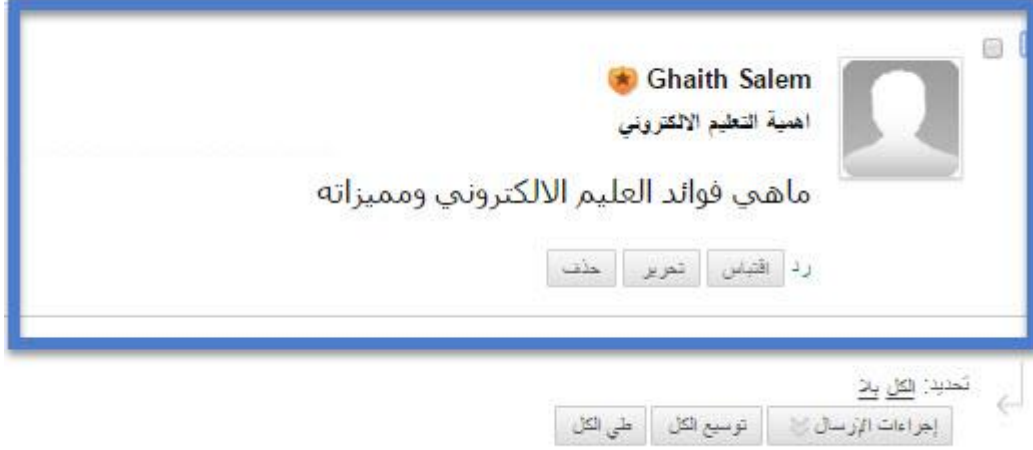 Ghaith Salem
اهمية التعليم الالكتروني
ماهي فوائد العليم الالكتروني ومميزاته
رد اقتباس تحرير حذف
تحديد: الكل بلا
إجراءات الإرسال توسيع الكل طي الكل